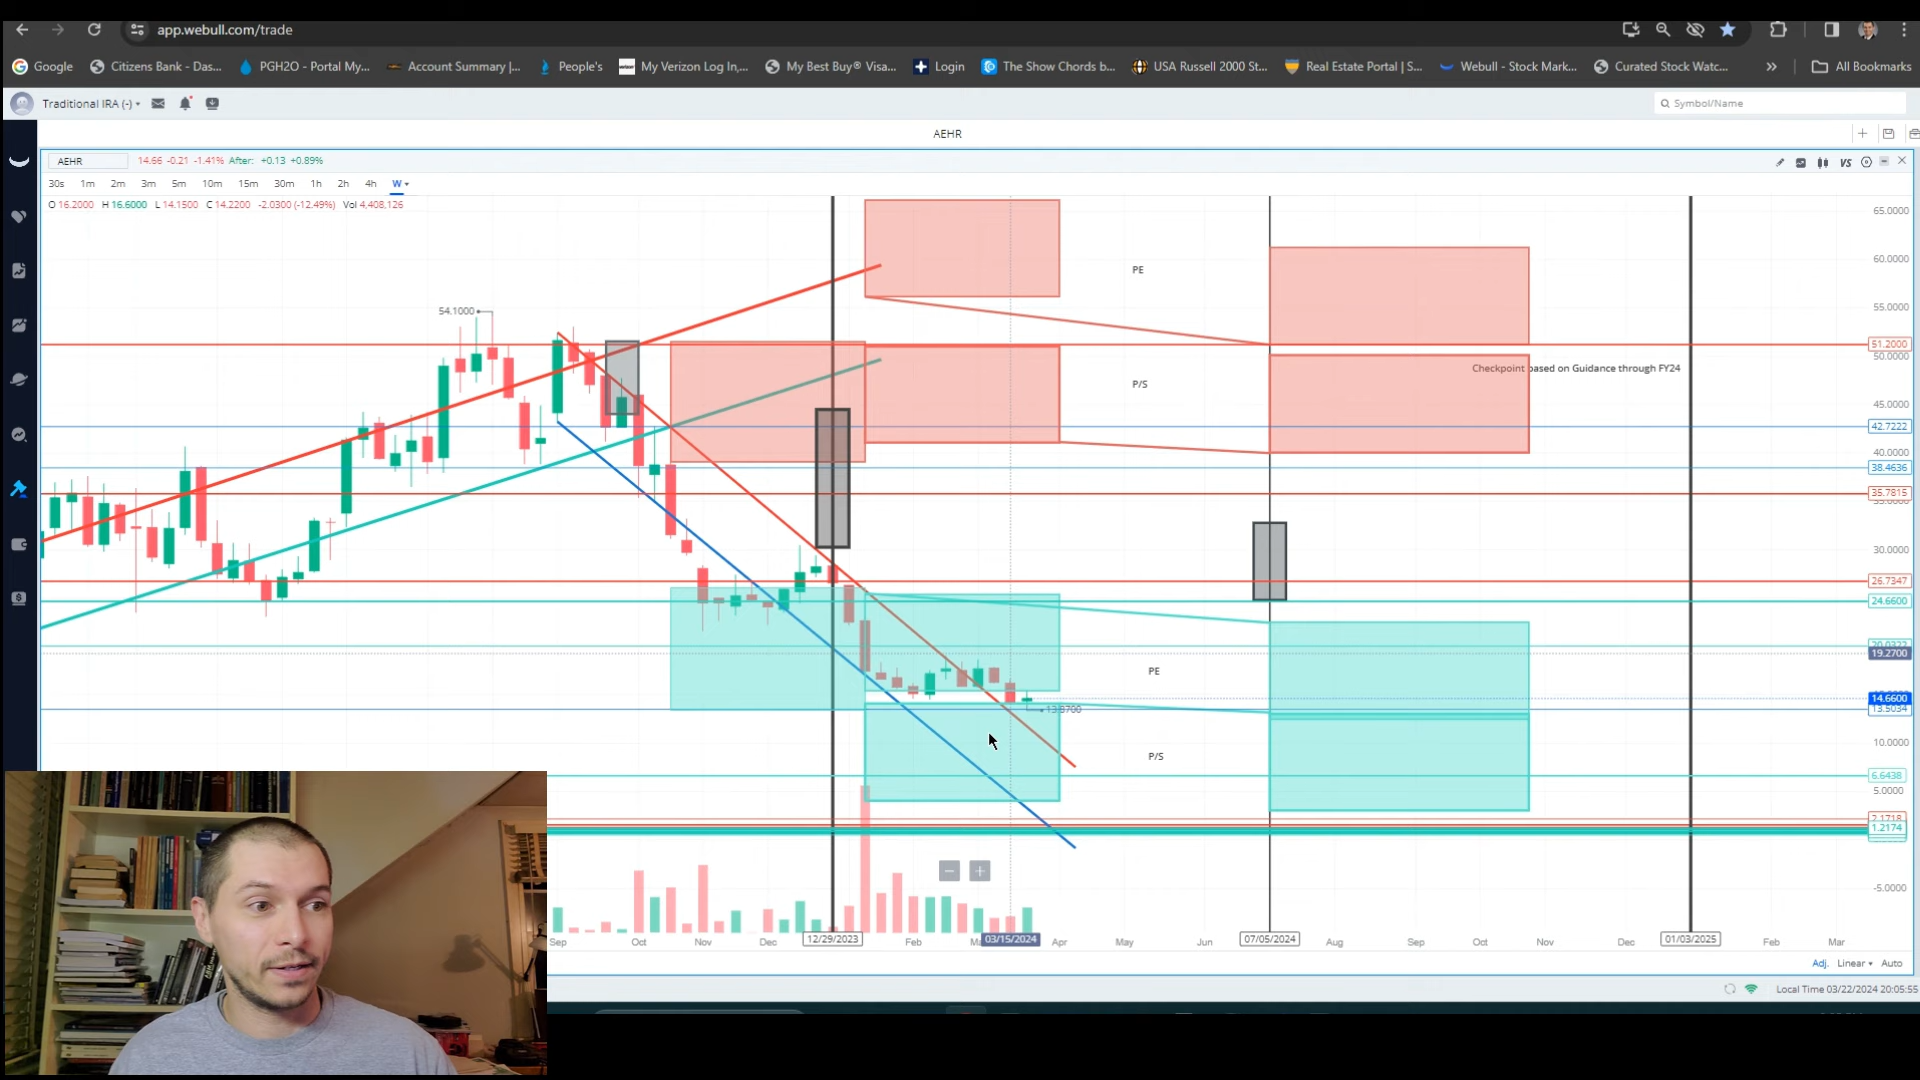 app.webull.com/trade
Google Citizens Bank - Das... PGH2O - Portal My... Account Summary |... People's My Verizon Log In,... My Best Buy® Visa... Login The Show Chords b... USA Russell 2000 St... Real Estate Portal | S... Webull - Stock Mark... Curated Stock Watc... » All Bookmarks
Traditional IRA (-) Symbol/Name
AEHR
AEHR 14.66 -0.21 -1.41% After: +0.13 +0.89% VS
30s 1m 2m 3m 5m 10m 15m 30m 1h 2h 4h W
O 16.2000 H 16.6000 L 14.1500 C 14.2200 -2.0300 (-12.49%) Vol 4,408,126
65.0000
60.0000
PE
55.0000
54.1000
51.2000
50.0000
Checkpoint based on Guidance through FY24
P/S
45.0000
42.7222
40.0000
38.4636
35.7815
30.0000
26.7347
24.6600
19.2700
PE
14.6600
13.5034
10.0000
P/S
6.6438
5.0000
2.1718
1.2174
-5.0000
Sep Oct Nov Dec 12/29/2023 Feb 03/15/2024 Apr May Jun 07/05/2024 Aug Sep Oct Nov Dec 01/03/2025 Feb Mar
Adj. Linear Auto
Local Time 03/22/2024 20:05:55